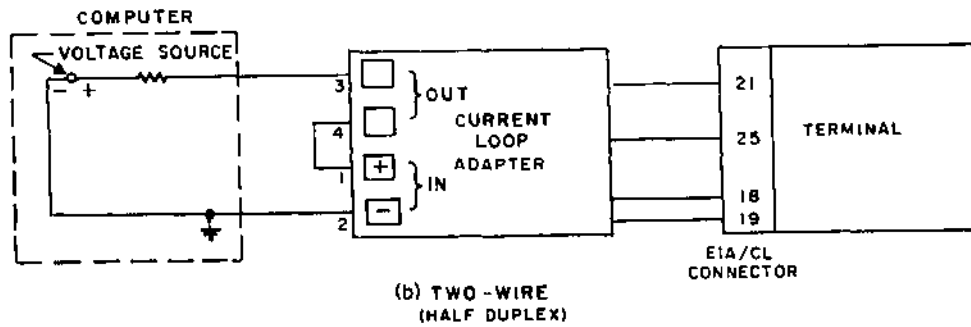 COMPUTER
VOLTAGE SOURCE
- +
3
OUT
4
CURRENT
LOOP
ADAPTER
1
+
IN
2
-
21
25
18
19
TERMINAL
EIA/CL
CONNECTOR
(b) TWO-WIRE
(HALF DUPLEX)